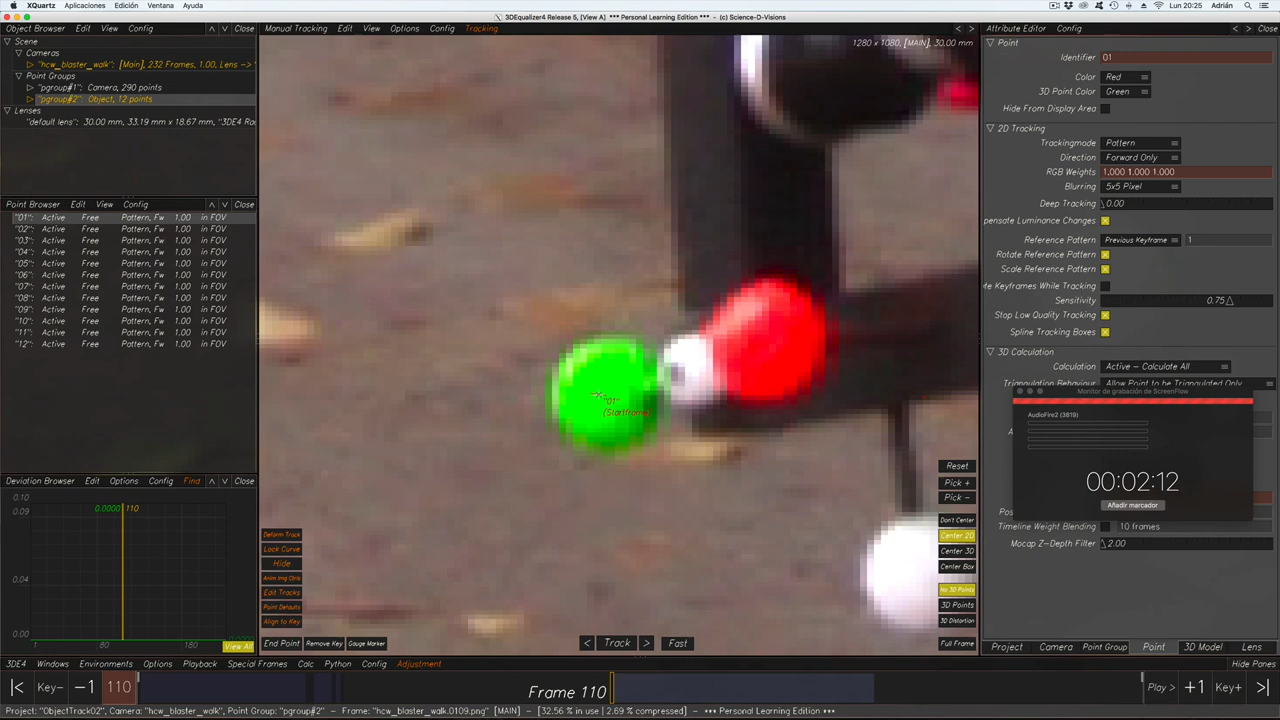 XQuartz Aplicaciones Edición Ventana Ayuda Lun 20:25 Adrián
3DEqualizer4 Release 5, [View A] *** Personal Learning Edition *** - (c) Science-D-Visions
Object Browser Edit View Config Close
Manual Tracking Edit View Options Config Tracking
Attribute Editor Config Close
1280 x 1080, [MAIN], 30.00 mm
Scene
Cameras
"hcw_blaster_walk": [Main], 232 Frames, 1.00, Lens ->
Point Groups
"pgroup#1": Camera, 290 points
"pgroup#2": Object, 12 points
Lenses
"default lens": 30.00 mm, 33.19 mm x 18.67 mm, "3DE4 Ra
Point Browser Edit View Config Close
"01": Active Free Pattern, Fw 1.00 in FOV
"02": Active Free Pattern, Fw 1.00 in FOV
"03": Active Free Pattern, Fw 1.00 in FOV
"04": Active Free Pattern, Fw 1.00 in FOV
"05": Active Free Pattern, Fw 1.00 in FOV
"06": Active Free Pattern, Fw 1.00 in FOV
"07": Active Free Pattern, Fw 1.00 in FOV
"08": Active Free Pattern, Fw 1.00 in FOV
"09": Active Free Pattern, Fw 1.00 in FOV
"10": Active Free Pattern, Fw 1.00 in FOV
"11": Active Free Pattern, Fw 1.00 in FOV
"12": Active Free Pattern, Fw 1.00 in FOV
Deviation Browser Edit Options Config Find Close
0.10
0.09
0.04
0.00
0.0000 110
1 80 180
View All
"01"
(Startframe)
Deform Track
Lock Curve
Hide
Anim Img Ctrls
Edit Tracks
Point Defaults
Align to Key
End Point Remove Key Gauge Marker
< Track > Fast
Reset
Pick +
Pick -
Don't Center
Center 2D
Center 3D
Center Box
No 3D Points
3D Points
3D Distortion
Full Frame
Point
Identifier 01
Color Red
3D Point Color Green
Hide From Display Area
2D Tracking
Trackingmode Pattern
Direction Forward Only
RGB Weights 1.000 1.000 1.000
Blurring 5x5 Pixel
Deep Tracking 0.00
pensate Luminance Changes
Reference Pattern Previous Keyframe 1
Rotate Reference Pattern
Scale Reference Pattern
te Keyframes While Tracking
Sensitivity 0.75
Stop Low Quality Tracking
Spline Tracking Boxes
3D Calculation
Calculation Active - Calculate All
Triangulation Behaviour Allow Point to be Triangulated Only
Monitor de grabación de ScreenFlow
AudioFire2 (3819)
00:02:12
Añadir marcador
Pos
Timeline Weight Blending 10 frames
Mocap Z-Depth Filter 2.00
Project Camera Point Group Point 3D Model Lens
3DE4 Windows Environments Options Playback Special Frames Calc Python Config Adjustment Hide Panes
|< Key- -1 110 Frame 110 Play > +1 Key+ >|
Project: "ObjectTrack02", Camera: "hcw_blaster_walk", Point Group: "pgroup#2" - Frame: "hcw_blaster_walk.0109.png" [MAIN] - [32.56 % in use | 2.69 % compressed] - *** Personal Learning Edition ***